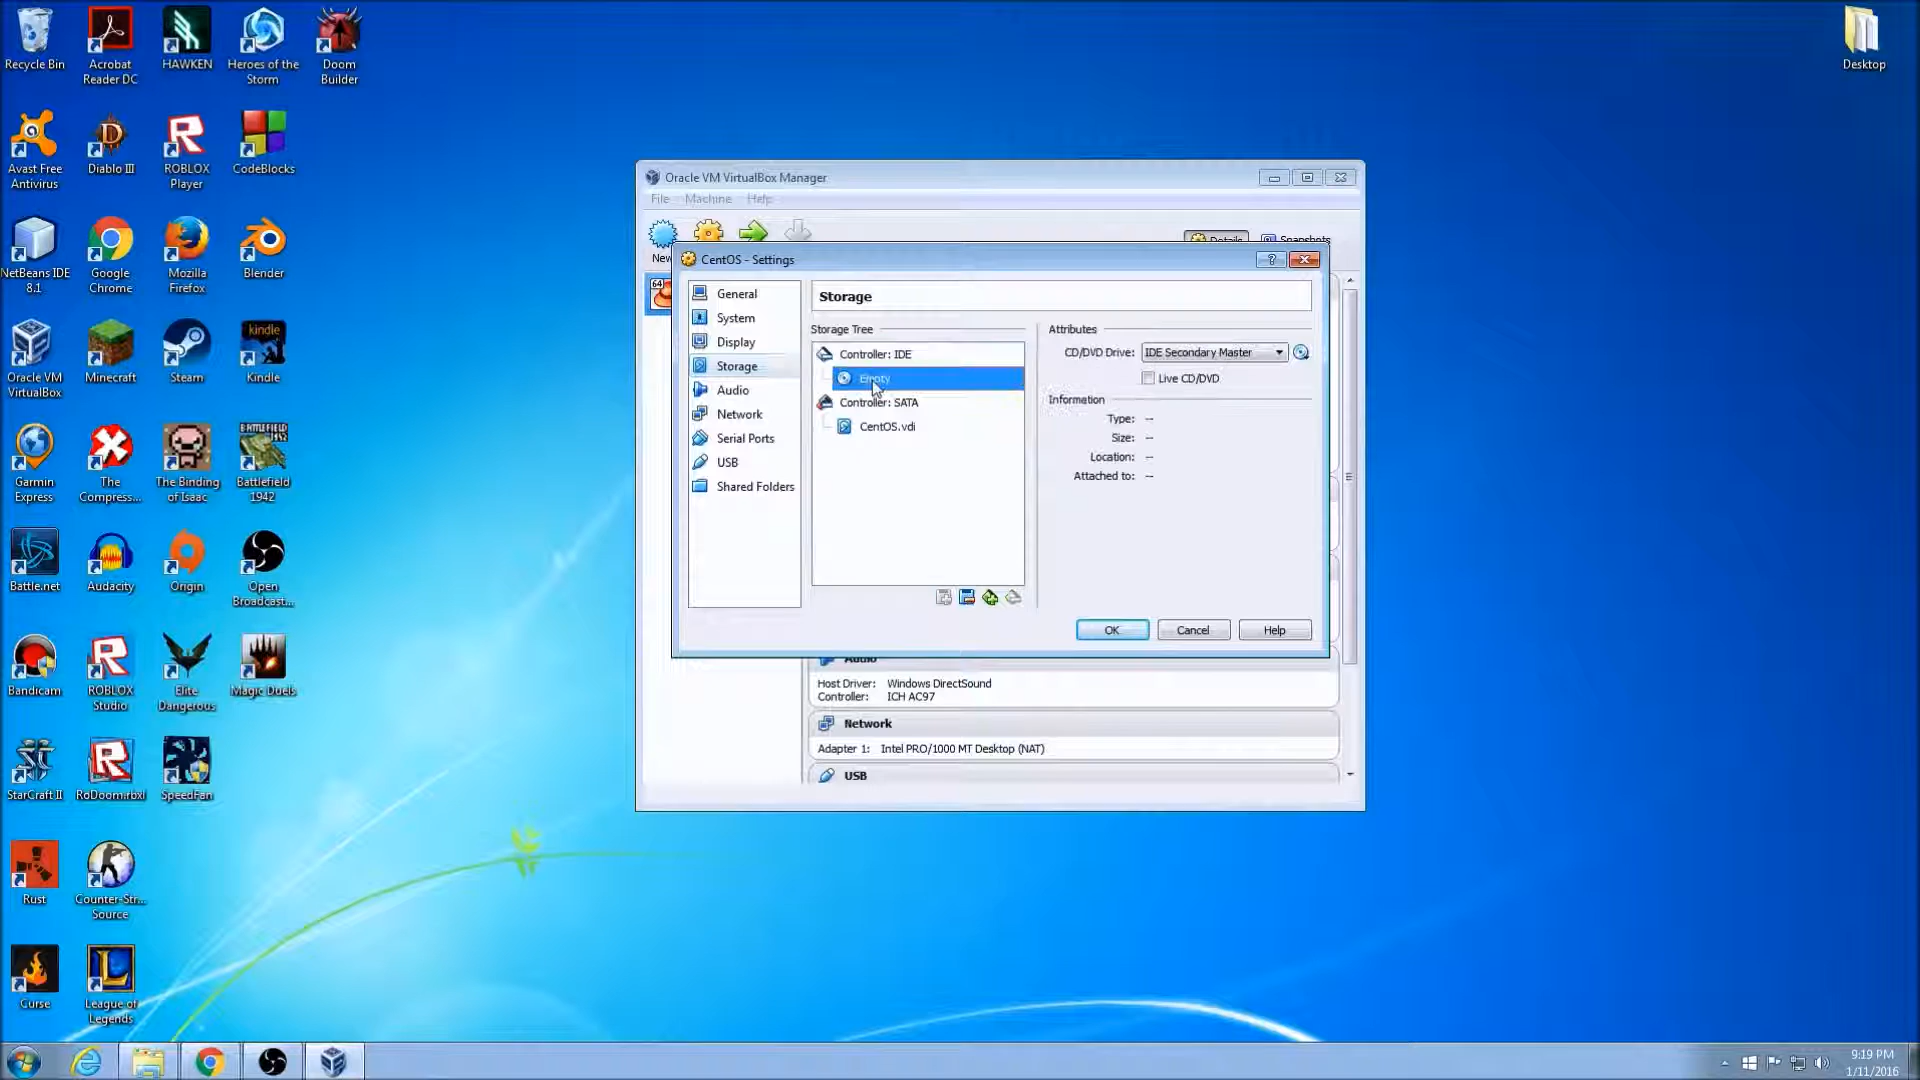 Recycle Bin
Acrobat
Reader DC
HAWKEN
Heroes of the
Storm
Doom
Builder
Desktop
Avast Free
Antivirus
Diablo III
ROBLOX
Player
CodeBlocks
NetBeans IDE
8.1
Google
Chrome
Mozilla
Firefox
Blender
Oracle VM
VirtualBox
Minecraft
Steam
kindle
Kindle
Garmin
Express
The
Compress...
The Binding
of Isaac
BATTLEFIELD
1942
Battlefield
1942
Battle.net
Audacity
Origin
Open
Broadcast...
Bandicam
ROBLOX
Studio
Elite
Dangerous
Magic Duels
StarCraft II
RoDoom.rbxl
SpeedFan
Rust
Counter-Str...
Source
Curse
League of
Legends
Oracle VM VirtualBox Manager
File Machine Help
New
Details
Snapshots
64
CentOS - Settings
General
System
Display
Storage
Audio
Network
Serial Ports
USB
Shared Folders
Storage
Storage Tree
Controller: IDE
Empty
Controller: SATA
CentOS.vdi
Attributes
CD/DVD Drive: IDE Secondary Master
Live CD/DVD
Information
Type: --
Size: --
Location: --
Attached to: --
OK
Cancel
Help
Audio
Host Driver: Windows DirectSound
Controller: ICH AC97
Network
Adapter 1: Intel PRO/1000 MT Desktop (NAT)
USB
9:19 PM
1/11/2016